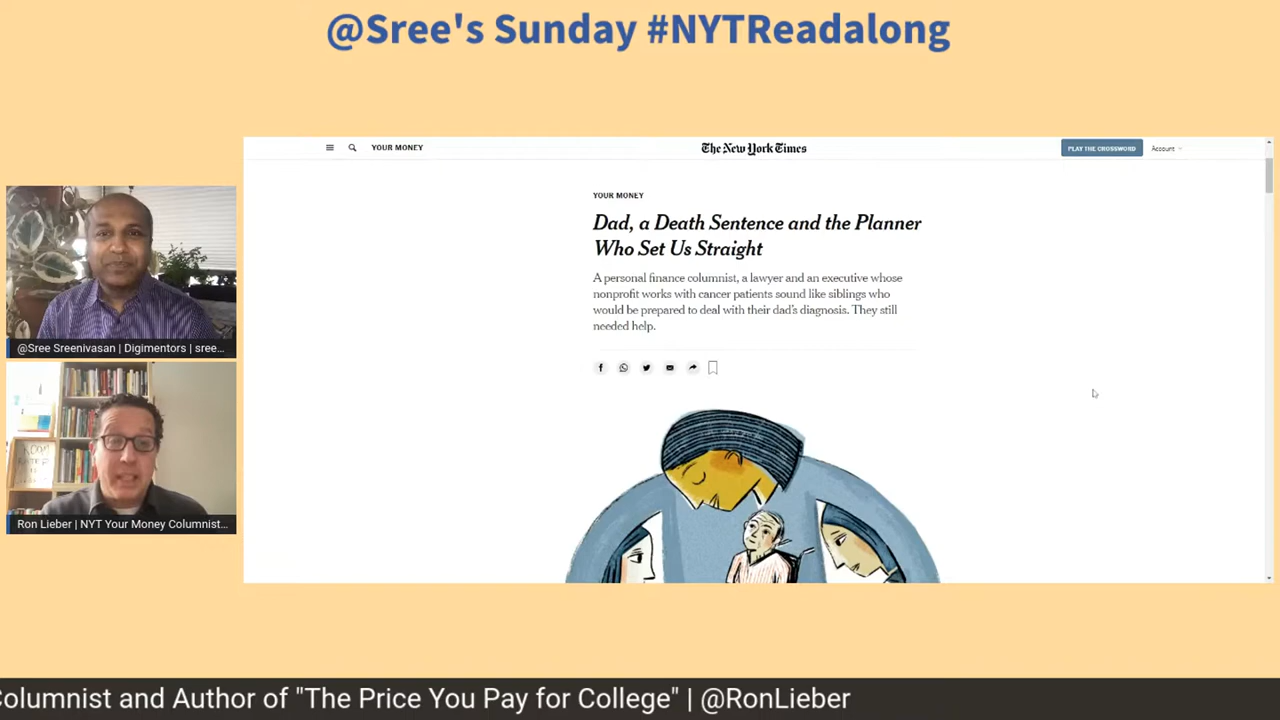 @Sree's Sunday #NYTReadalong
YOUR MONEY
The New York Times
PLAY THE CROSSWORD
Account
YOUR MONEY
Dad, a Death Sentence and the Planner
Who Set Us Straight
A personal finance columnist, a lawyer and an executive whose
nonprofit works with cancer patients sound like siblings who
would be prepared to deal with their dad's diagnosis. They still
needed help.
@Sree Sreenivasan | Digimentors | sree...
Ron Lieber | NYT Your Money Columnist...
Columnist and Author of "The Price You Pay for College" | @RonLieber